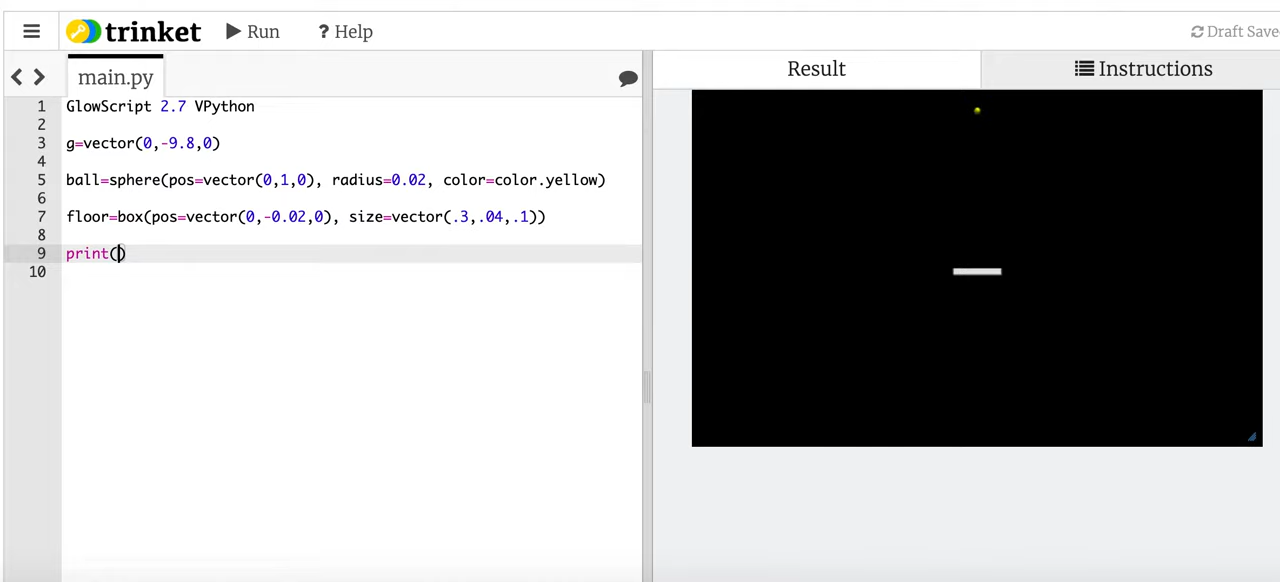 trinket Run ? Help Draft Save
main.py Result Instructions
1 GlowScript 2.7 VPython
2
3 g=vector(0,-9.8,0)
4
5 ball=sphere(pos=vector(0,1,0), radius=0.02, color=color.yellow)
6
7 floor=box(pos=vector(0,-0.02,0), size=vector(.3,.04,.1))
8
9 print()
10